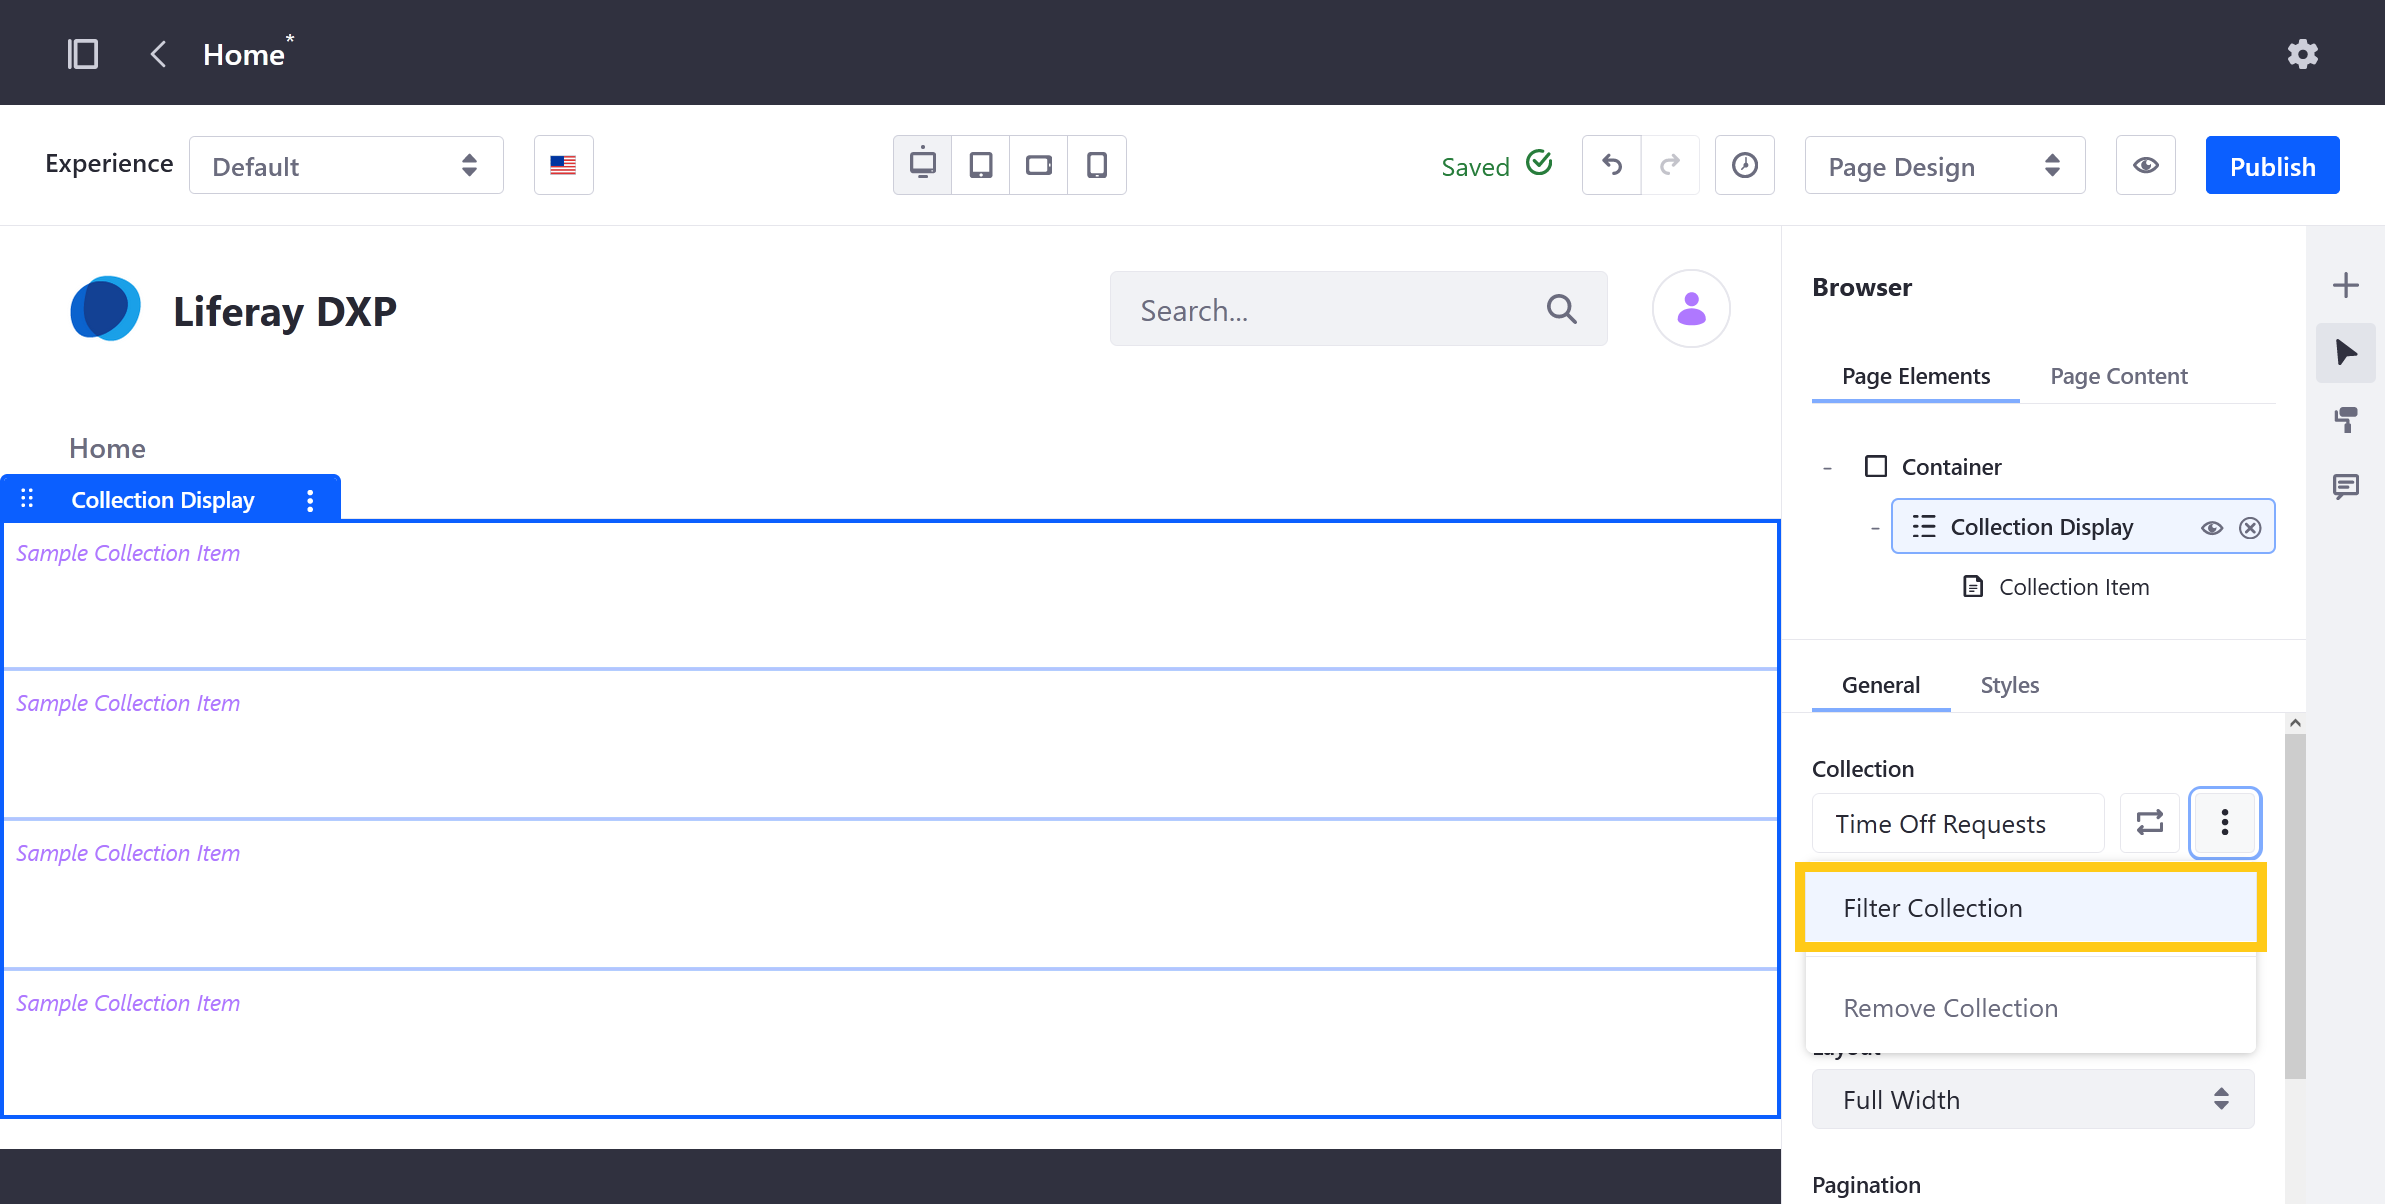 Home*
Experience
Default
Saved
Page Design
Publish
Liferay DXP
Search...
Home
Collection Display
Sample Collection Item
Sample Collection Item
Sample Collection Item
Sample Collection Item
Browser
Page Elements
Page Content
- Container
- Collection Display
Collection Item
General
Styles
Collection
Time Off Requests
Filter Collection
Remove Collection
Layout
Full Width
Pagination